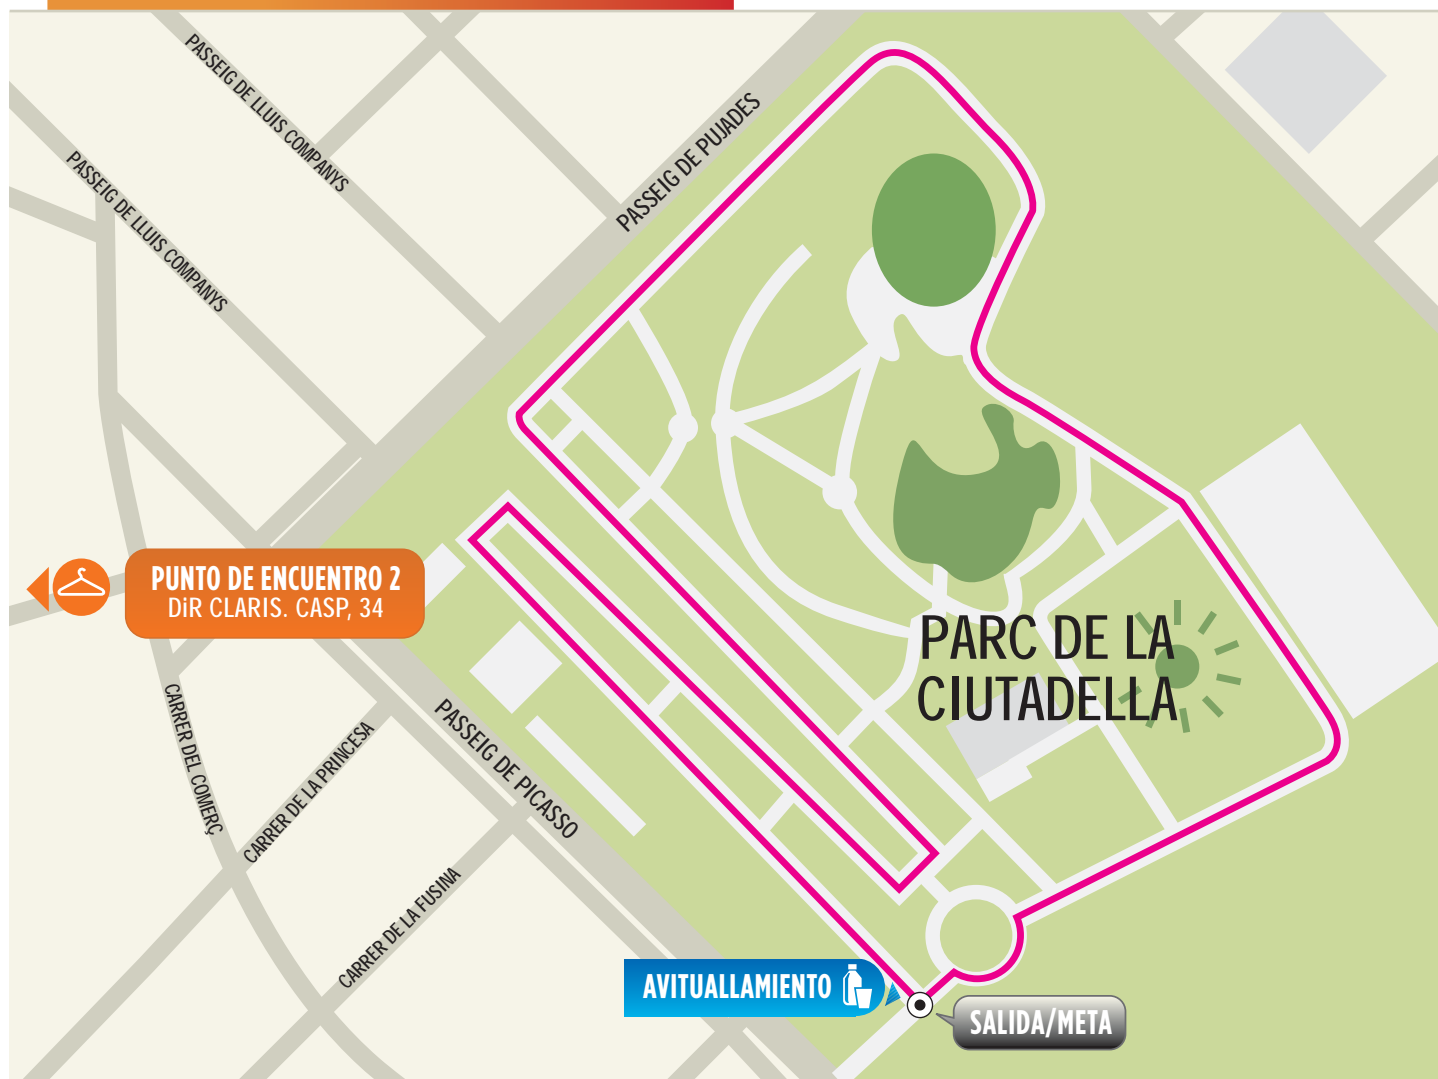 PASSEIG DE LLUIS COMPANYS
PASSEIG DE LLUIS COMPANYS
PASSEIG DE PUJADES
PUNTO DE ENCUENTRO 2
DiR CLARIS. CASP, 34
PARC DE LA
CIUTADELLA
CARRER DEL COMERÇ
CARRER DE LA PRINCESA
PASSEIG DE PICASSO
CARRER DE LA FUSINA
AVITUALLAMIENTO
SALIDA/META